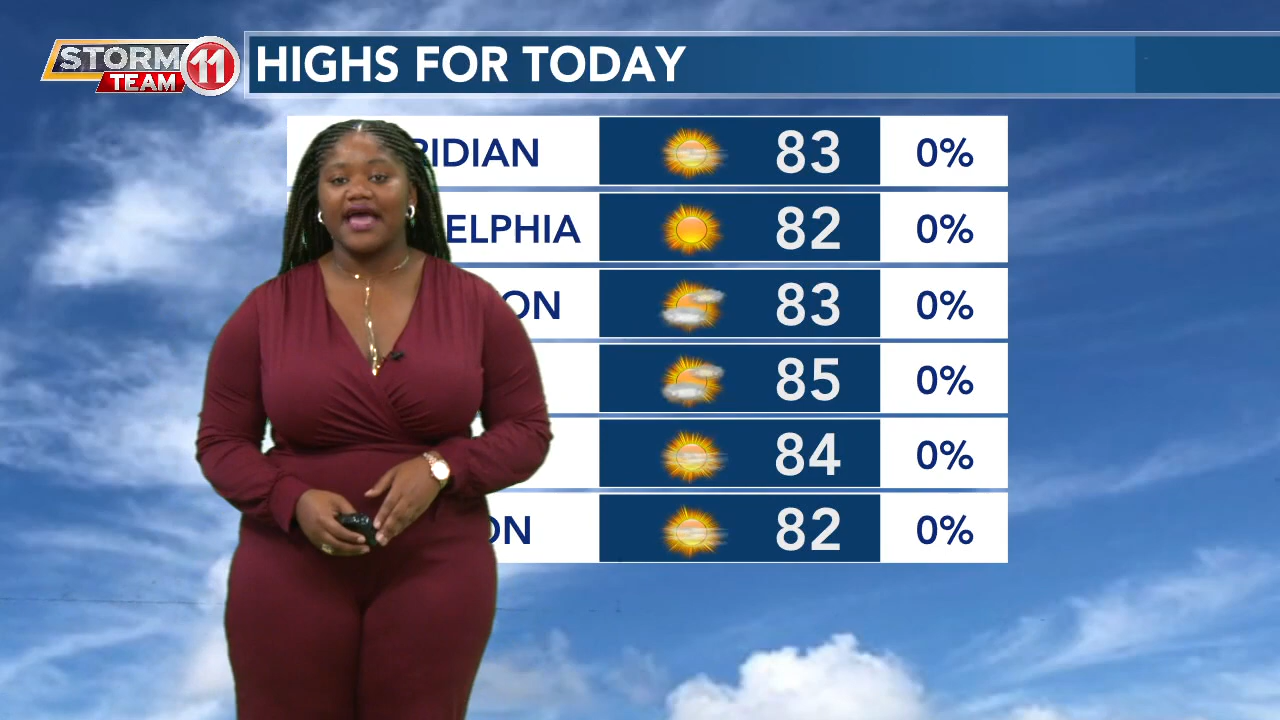 STORM
TEAM 11
HIGHS FOR TODAY
RIDIAN 83 0%
ELPHIA 82 0%
ON 83 0%
85 0%
84 0%
ON 82 0%